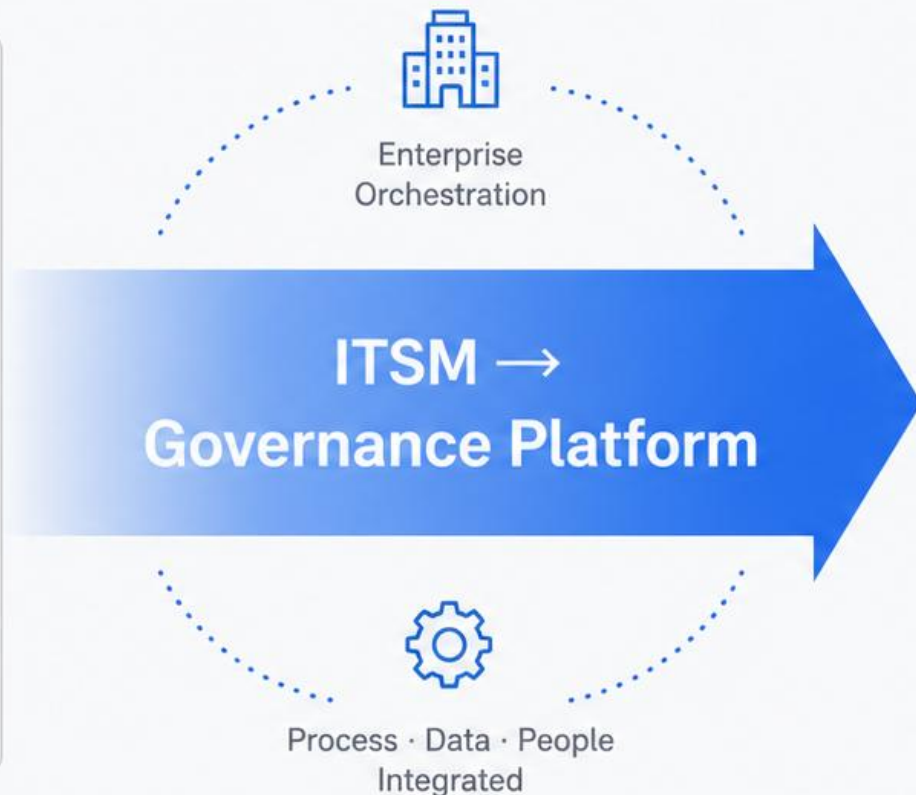 Enterprise
Orchestration
ITSM →
Governance Platform
Process · Data · People
Integrated